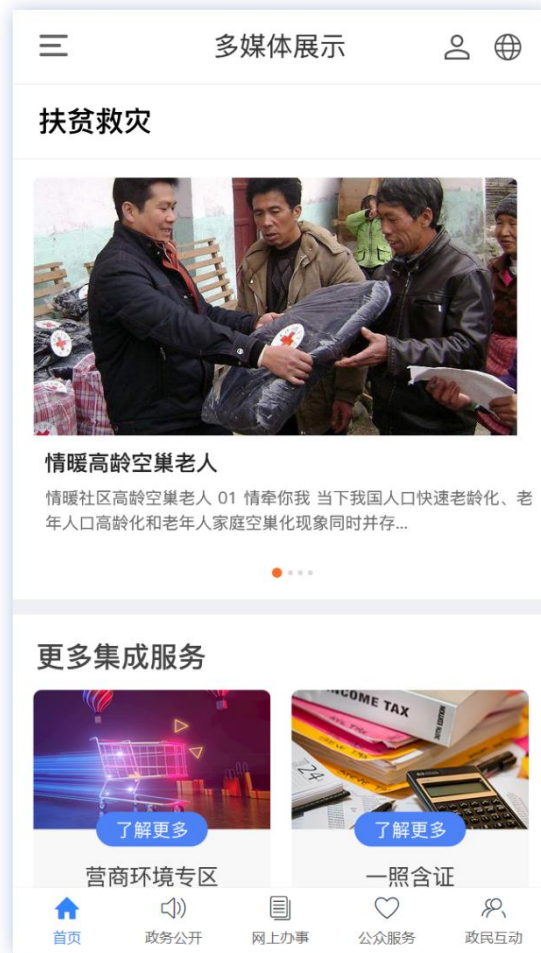 多媒体展示
扶贫救灾
情暖高龄空巢老人
情暖社区高龄空巢老人 01 情牵你我 当下我国人口快速老龄化、老
年人口高龄化和老年人家庭空巢化现象同时并存...
更多集成服务
INCOME TAX
24
了解更多
了解更多
营商环境专区
一照含证
首页
政务公开
网上办事
公众服务
政民互动